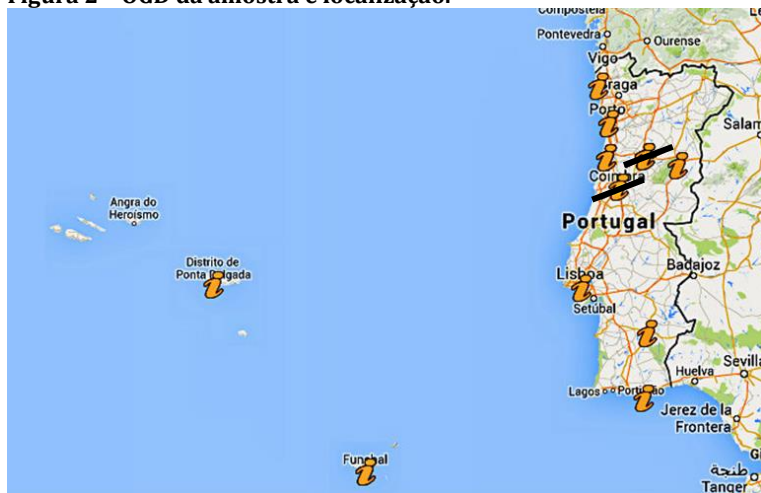 Figura 2 – OGD da amostra e localização.
Compostela
Pontevedra
Ourense
Vigo
Braga
Porto
Salam
Coimbra
Angra do
Heroísmo
Portugal
Distrito de
Ponta Delgada
Lisboa
Badajoz
Setúbal
Sevilla
Huelva
Lagos
Portimão
Jerez de la
Frontera
Funchal
طنجة
Tanger